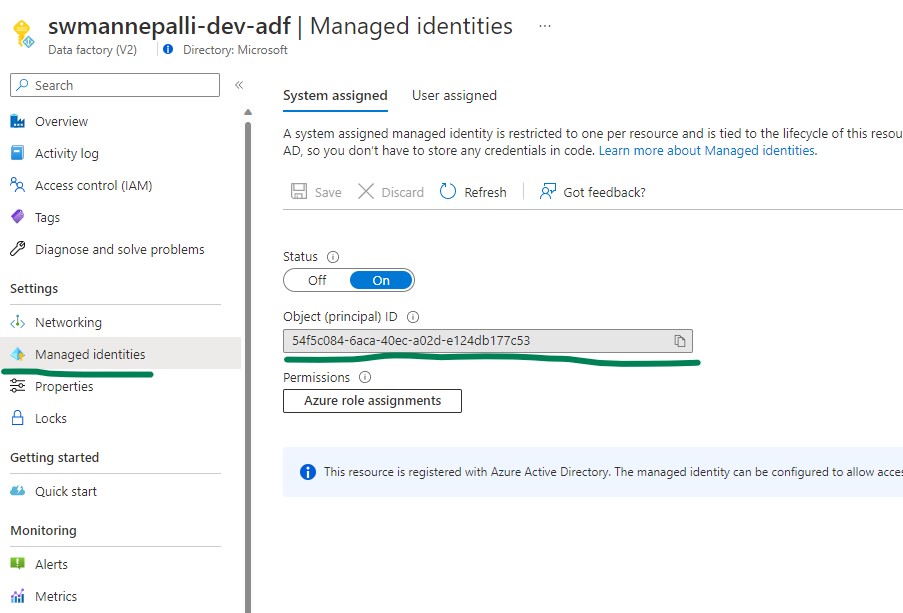 swmannepalli-dev-adf | Managed identities ...
Data factory (V2) Directory: Microsoft
Search «
Overview
Activity log
Access control (IAM)
Tags
Diagnose and solve problems
Settings
Networking
Managed identities
Properties
Locks
Getting started
Quick start
Monitoring
Alerts
Metrics
System assigned User assigned
A system assigned managed identity is restricted to one per resource and is tied to the lifecycle of this resou
AD, so you don't have to store any credentials in code. Learn more about Managed identities.
Save Discard Refresh Got feedback?
Status
Off On
Object (principal) ID
54f5c084-6aca-40ec-a02d-e124db177c53
Permissions
Azure role assignments
This resource is registered with Azure Active Directory. The managed identity can be configured to allow acces